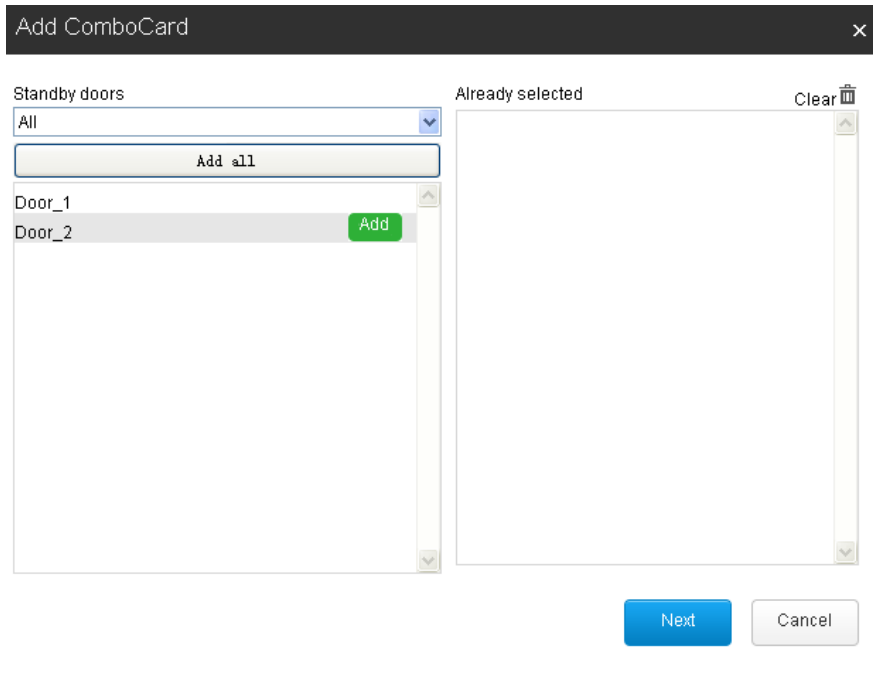 Add ComboCard
Standby doors
All
Add all
Door_1
Door_2 Add
Already selected Clear
Next Cancel